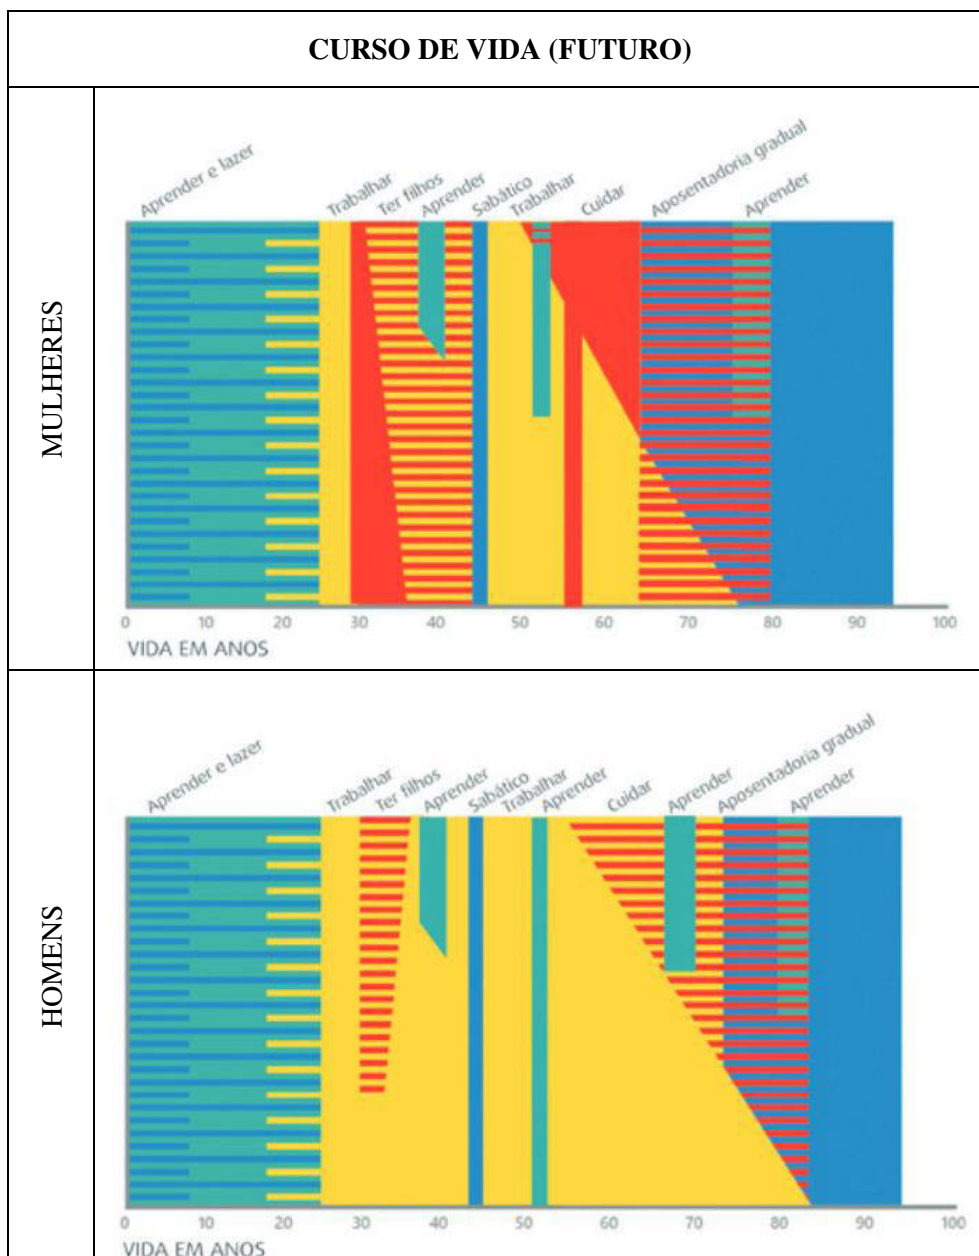 CURSO DE VIDA (FUTURO)
MULHERES
Aprender e lazer
Trabalhar
Ter filhos
Aprender
Sabático
Trabalhar
Cuidar
Aposentadoria gradual
Aprender
0 10 20 30 40 50 60 70 80 90 100
VIDA EM ANOS
HOMENS
Aprender e lazer
Trabalhar
Ter filhos
Aprender
Sabático
Trabalhar
Aprender
Cuidar
Aprender
Aposentadoria gradual
Aprender
0 10 20 30 40 50 60 70 80 90 100
VIDA EM ANOS